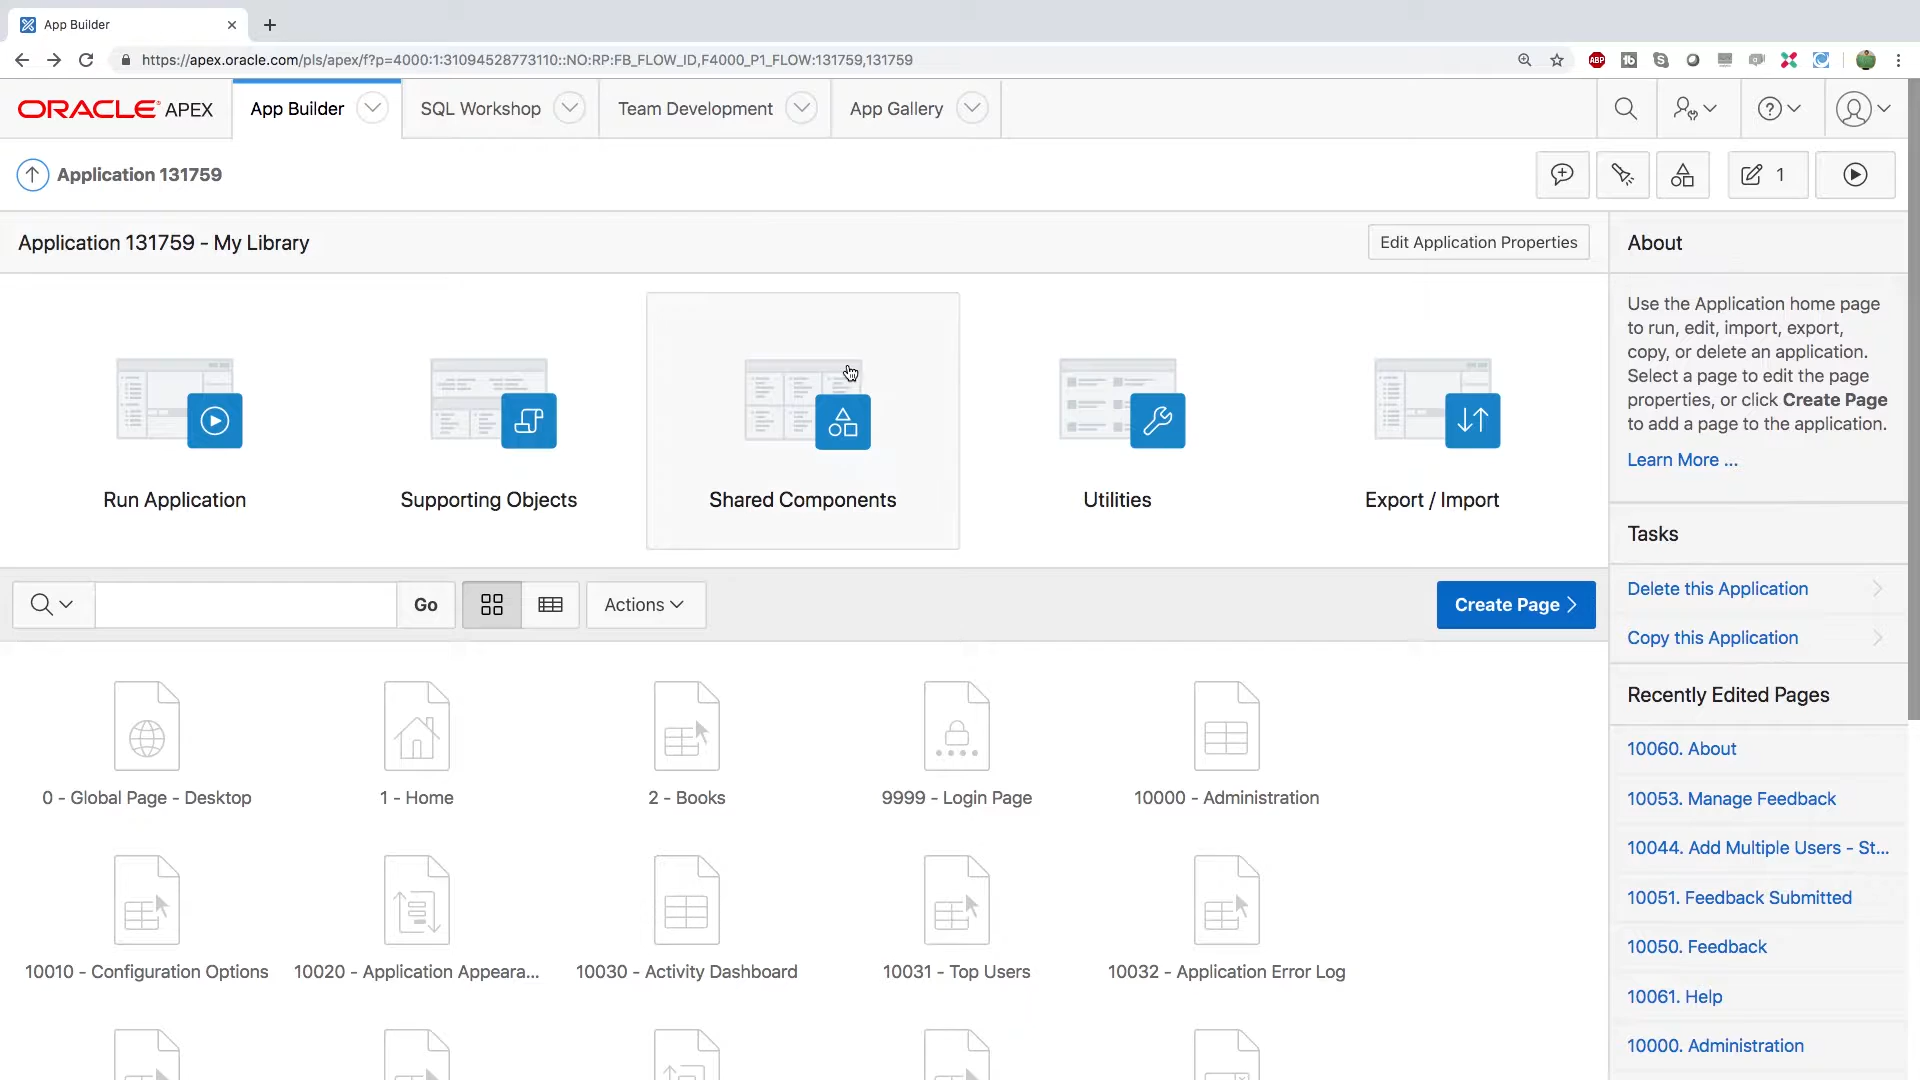 App Builder
https://apex.oracle.com/pls/apex/f?p=4000:1:31094528773110::NO:RP:FB_FLOW_ID,F4000_P1_FLOW:131759,131759
ABP
ORACLE APEX
App Builder
SQL Workshop
Team Development
App Gallery
Application 131759
1
Application 131759 - My Library
Edit Application Properties
About
Use the Application home page
to run, edit, import, export,
copy, or delete an application.
Select a page to edit the page
properties, or click Create Page
to add a page to the application.
Learn More ...
Run Application
Supporting Objects
Shared Components
Utilities
Export / Import
Tasks
Delete this Application
Copy this Application
Go
Actions
Create Page
Recently Edited Pages
10060. About
10053. Manage Feedback
10044. Add Multiple Users - St...
10051. Feedback Submitted
10050. Feedback
10061. Help
10000. Administration
0 - Global Page - Desktop
1 - Home
2 - Books
9999 - Login Page
10000 - Administration
10010 - Configuration Options
10020 - Application Appeara...
10030 - Activity Dashboard
10031 - Top Users
10032 - Application Error Log